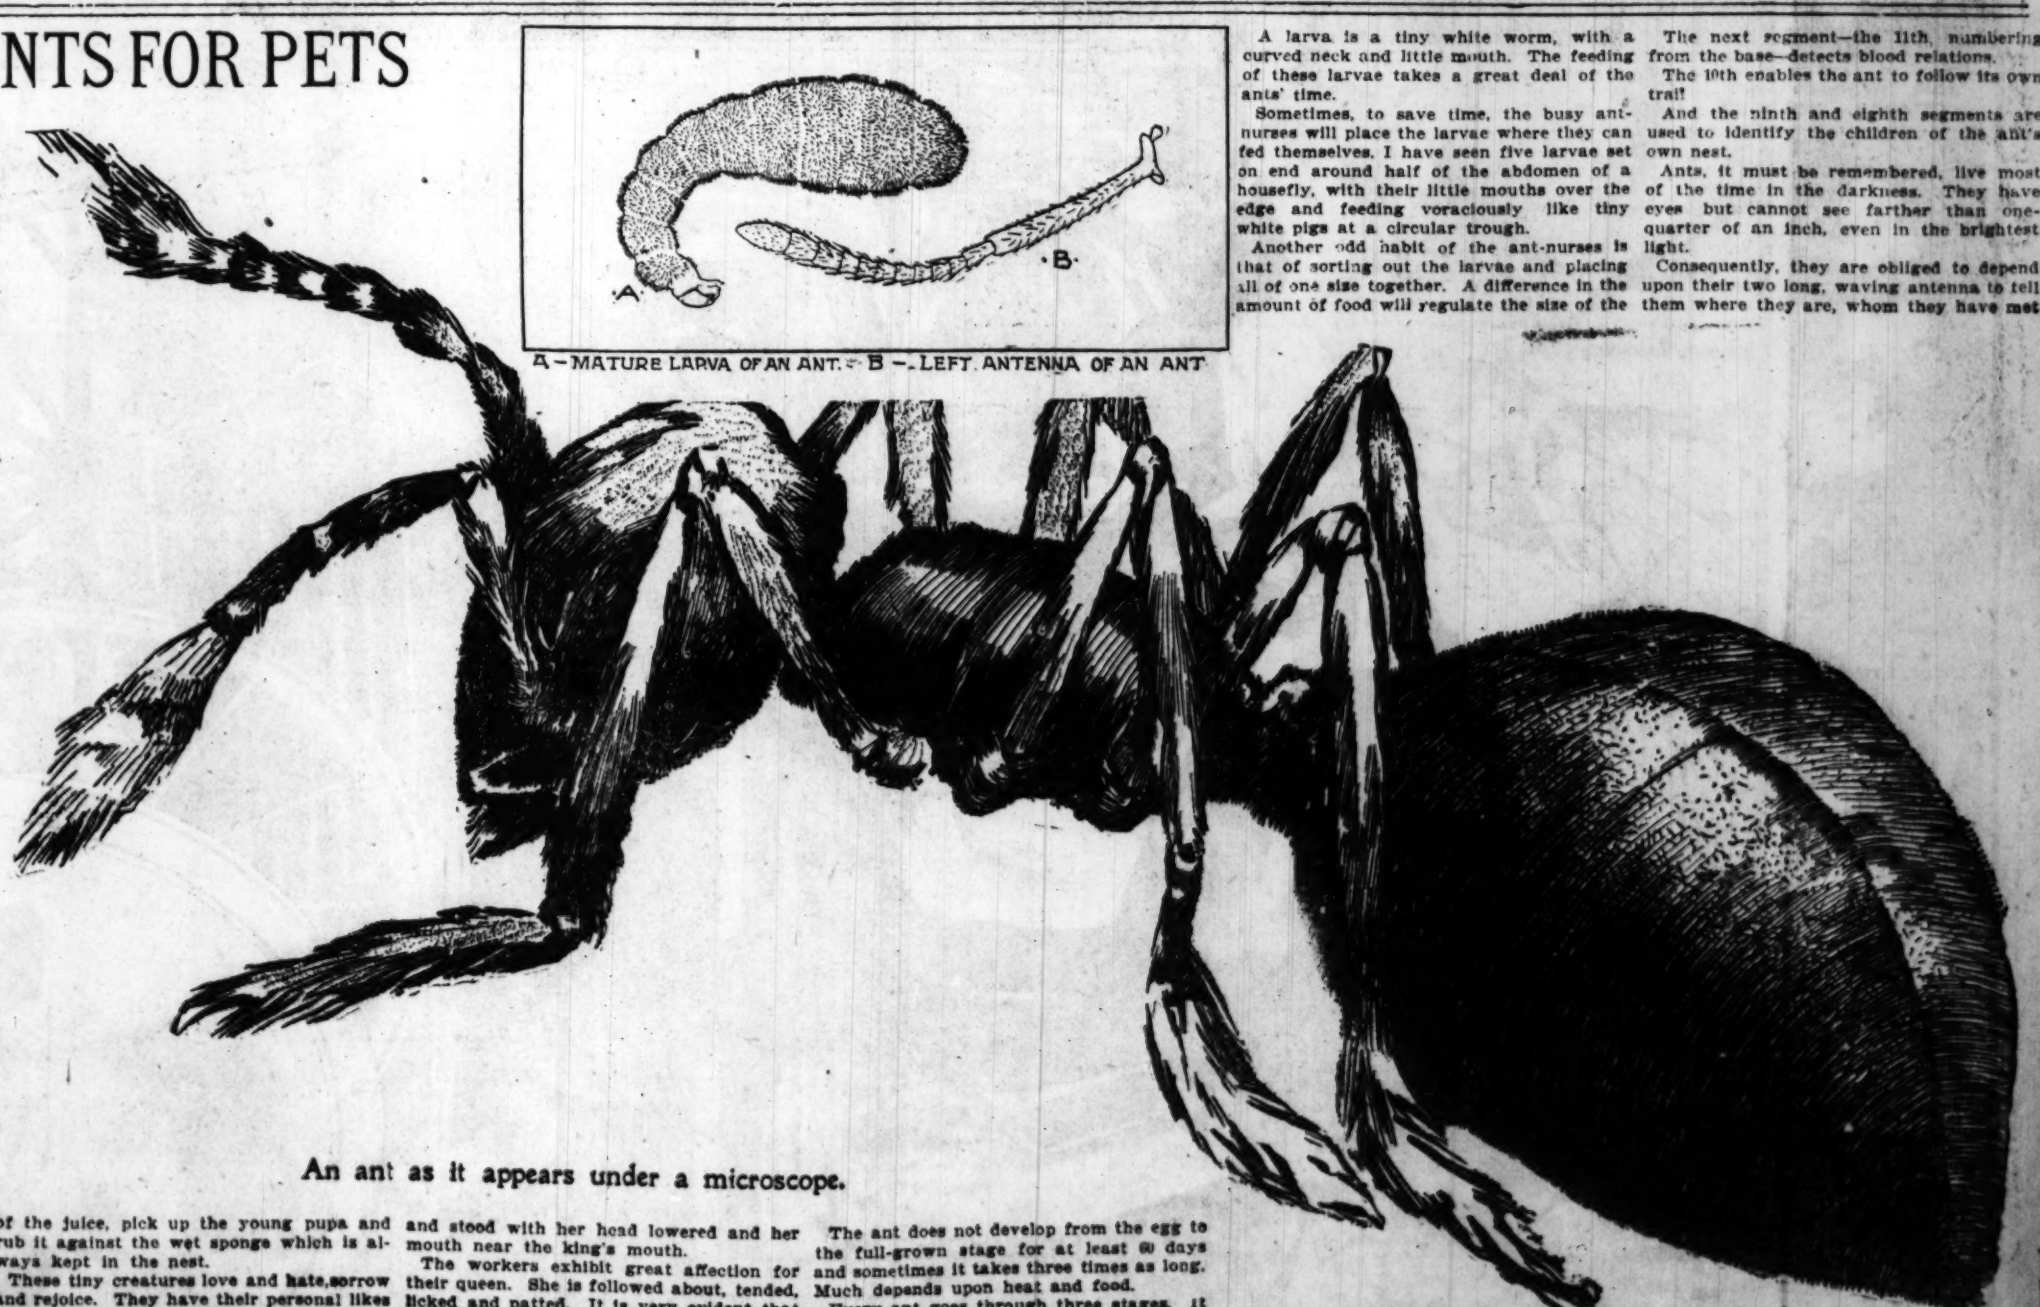 NTS FOR PETS
A
B
A - MATURE LARVA OF AN ANT. - B - LEFT ANTENNA OF AN ANT
A larva is a tiny white worm, with a
curved neck and little mouth. The feeding
of these larvae takes a great deal of the
ants' time.
Sometimes, to save time, the busy ant-
nurses will place the larvae where they can
fed themselves. I have seen five larvae set
on end around half of the abdomen of a
housefly, with their little mouths over the
edge and feeding voraciously like tiny
white pigs at a circular trough.
Another odd habit of the ant-nurses is
that of sorting out the larvae and placing
all of one size together. A difference in the
amount of food will regulate the size of the
The next segment—the 11th, numbering
from the base—detects blood relations.
The 10th enables the ant to follow its own
trail
And the ninth and eighth segments are
used to identify the children of the ant's
own nest.
Ants, it must be remembered, live most
of the time in the darkness. They have
eyes but cannot see farther than one-
quarter of an inch, even in the brightest
light.
Consequently, they are obliged to depend
upon their two long, waving antenna to tell
them where they are, whom they have met
An ant as it appears under a microscope.
of the juice, pick up the young pupa and
rub it against the wet sponge which is al-
ways kept in the nest.
These tiny creatures love and hate, sorrow
and rejoice. They have their personal likes
and stood with her head lowered and her
mouth near the king's mouth.
The workers exhibit great affection for
their queen. She is followed about, tended,
licked and patted. It is very evident that
The ant does not develop from the egg to
the full-grown stage for at least 60 days
and sometimes it takes three times as long.
Much depends upon heat and food.
Every ant goes through three stages. It